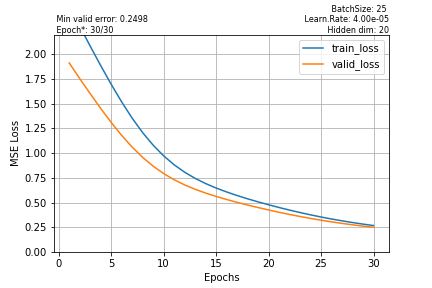 BatchSize: 25
Min valid error: 0.2498
Learn.Rate: 4.00e-05
Epoch*: 30/30
Hidden dim: 20
train_loss
valid_loss
2.00
1.75
1.50
1.25
1.00
0.75
0.50
0.25
0.00
MSE Loss
0 5 10 15 20 25 30
Epochs